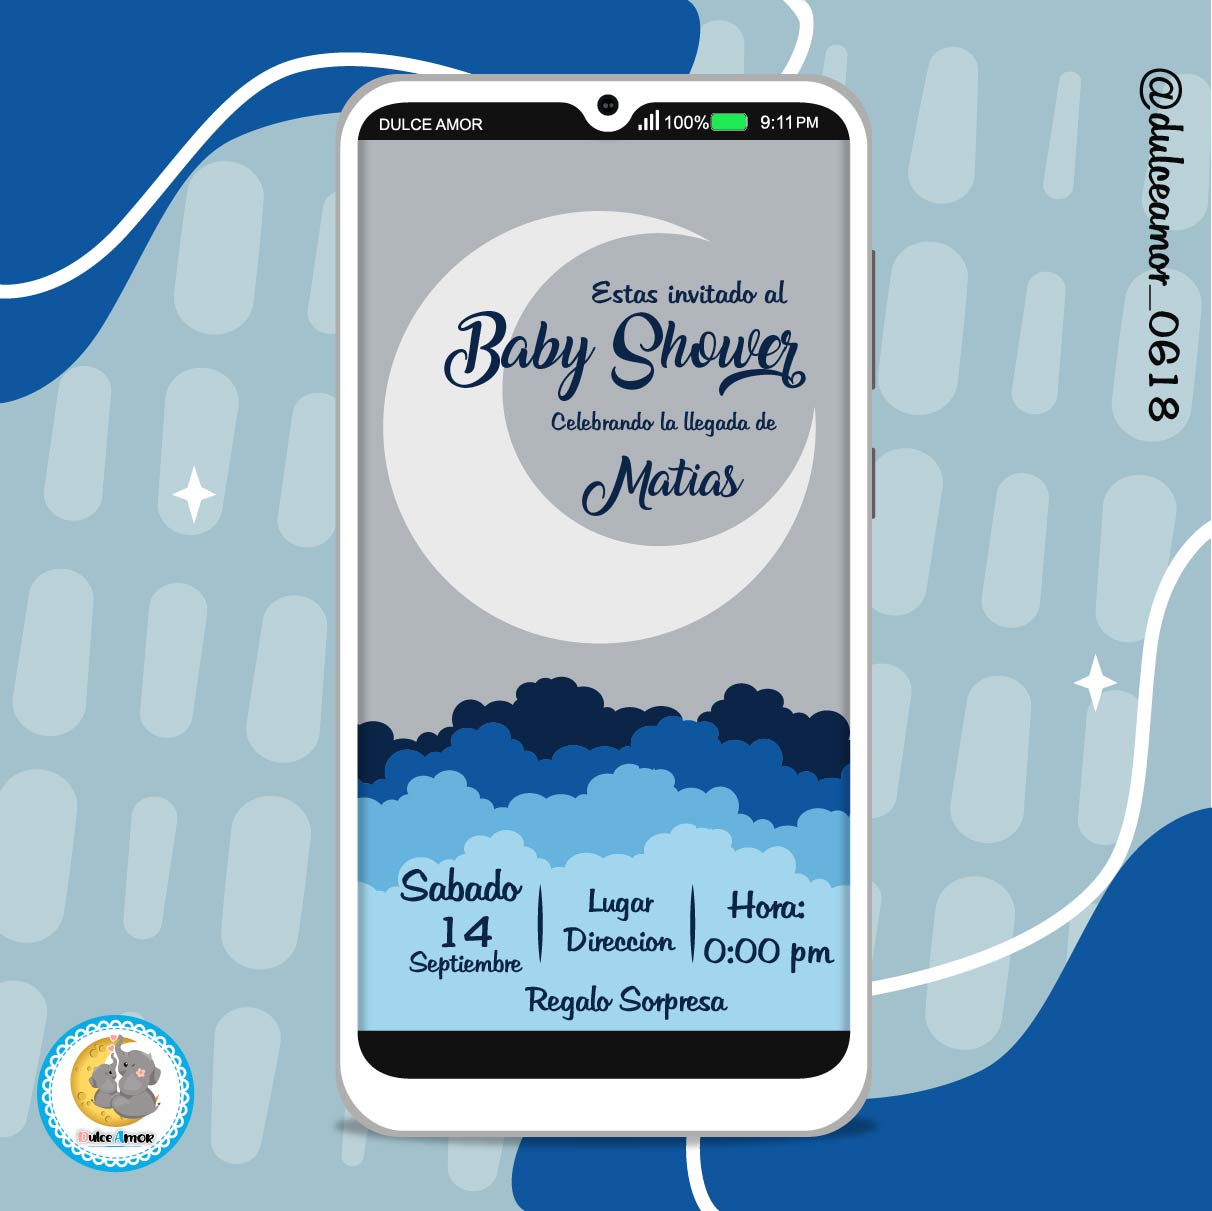 DULCE AMOR
100%
9:11 PM
Estas invitado al
Baby Shower
Celebrando la llegada de
Matias
Sabado
14
Septiembre
Lugar
Direccion
Hora:
0:00 pm
Regalo Sorpresa
@dulceamor_0618
Dulce Amor